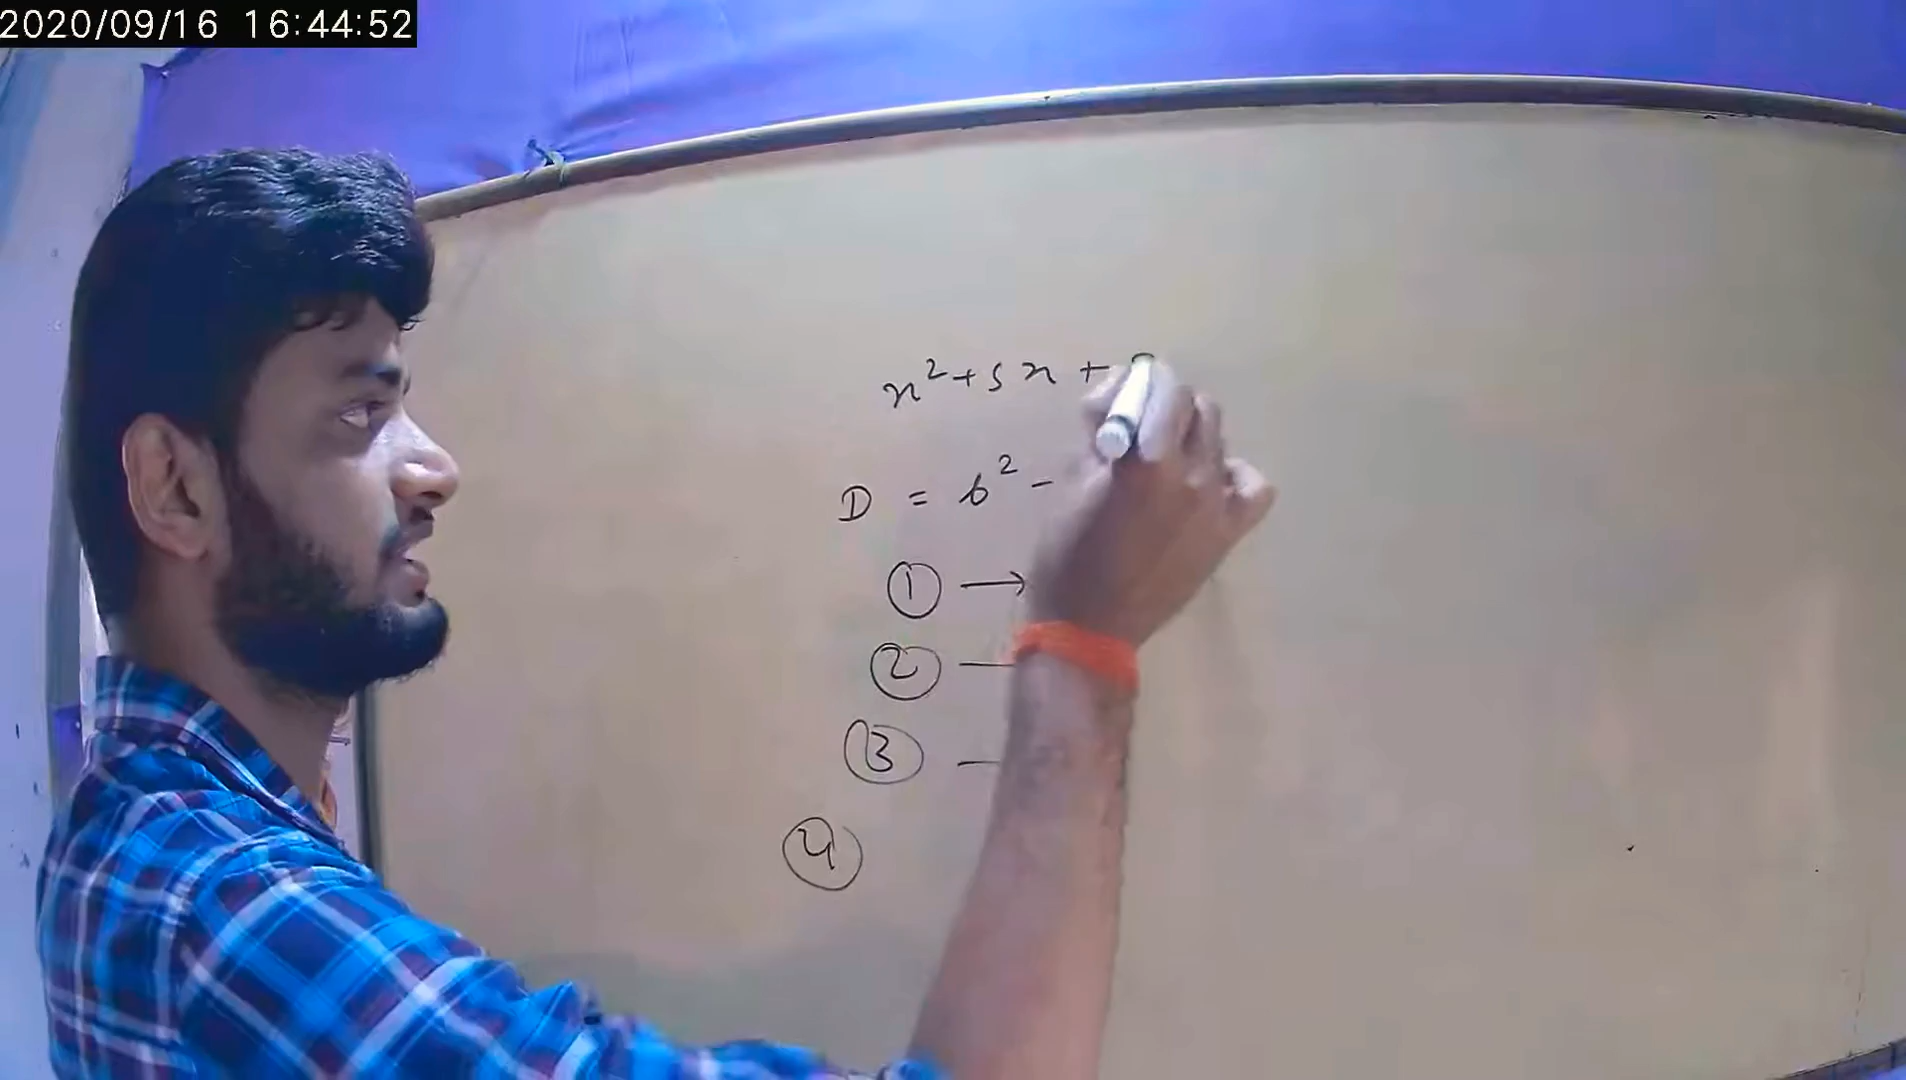 2020/09/16 16:44:52
x² + 5x +
D = b² -
① →
② —
③ —
④